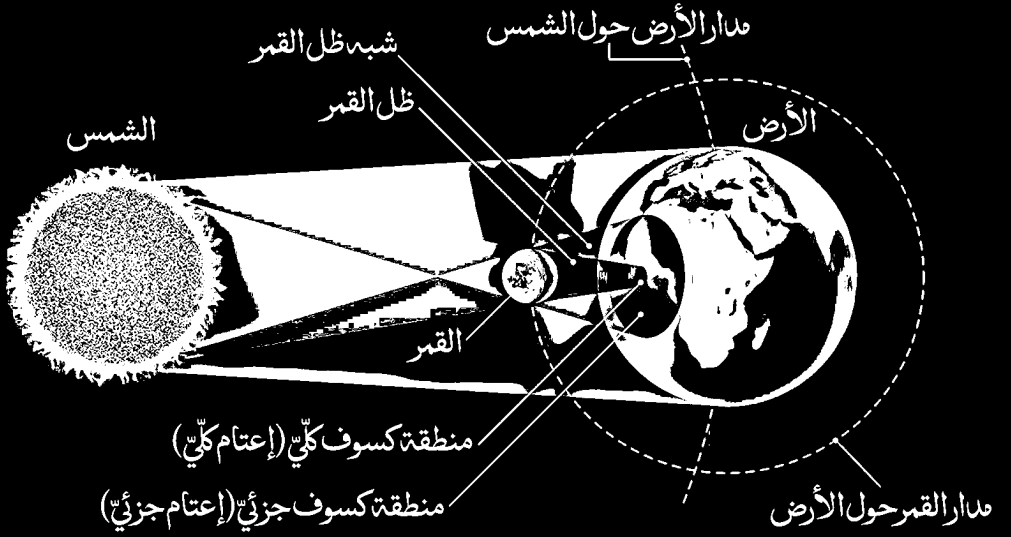 مدار الأرض حول الشمس
شبه ظل القمر
ظل القمر
الأرض
الشمس
القمر
منطقة كسوف كلّيّ (إعتام كلّيّ)
منطقة كسوف جزئيّ (إعتام جزئيّ)
مدار القمر حول الأرض